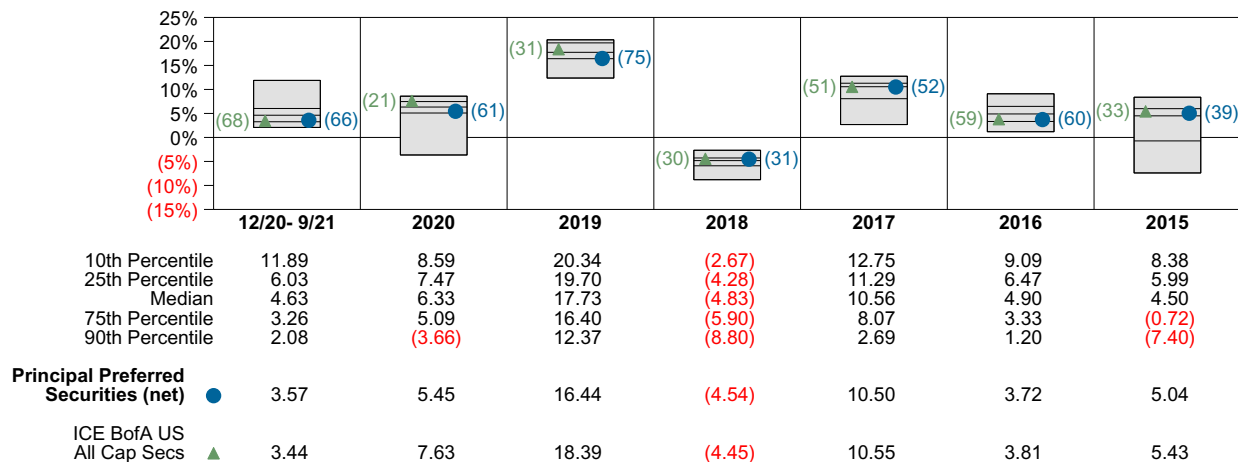 25%
20%
15%
10%
5%
0%
(5%)
(10%)
(15%)
(68) (66)
(21) (61)
(31) (75)
(30) (31)
(51) (52)
(59) (60)
(33) (39)
12/20- 9/21 2020 2019 2018 2017 2016 2015
10th Percentile 11.89 8.59 20.34 (2.67) 12.75 9.09 8.38
25th Percentile 6.03 7.47 19.70 (4.28) 11.29 6.47 5.99
Median 4.63 6.33 17.73 (4.83) 10.56 4.90 4.50
75th Percentile 3.26 5.09 16.40 (5.90) 8.07 3.33 (0.72)
90th Percentile 2.08 (3.66) 12.37 (8.80) 2.69 1.20 (7.40)
Principal Preferred
Securities (net) 3.57 5.45 16.44 (4.54) 10.50 3.72 5.04
ICE BofA US
All Cap Secs 3.44 7.63 18.39 (4.45) 10.55 3.81 5.43